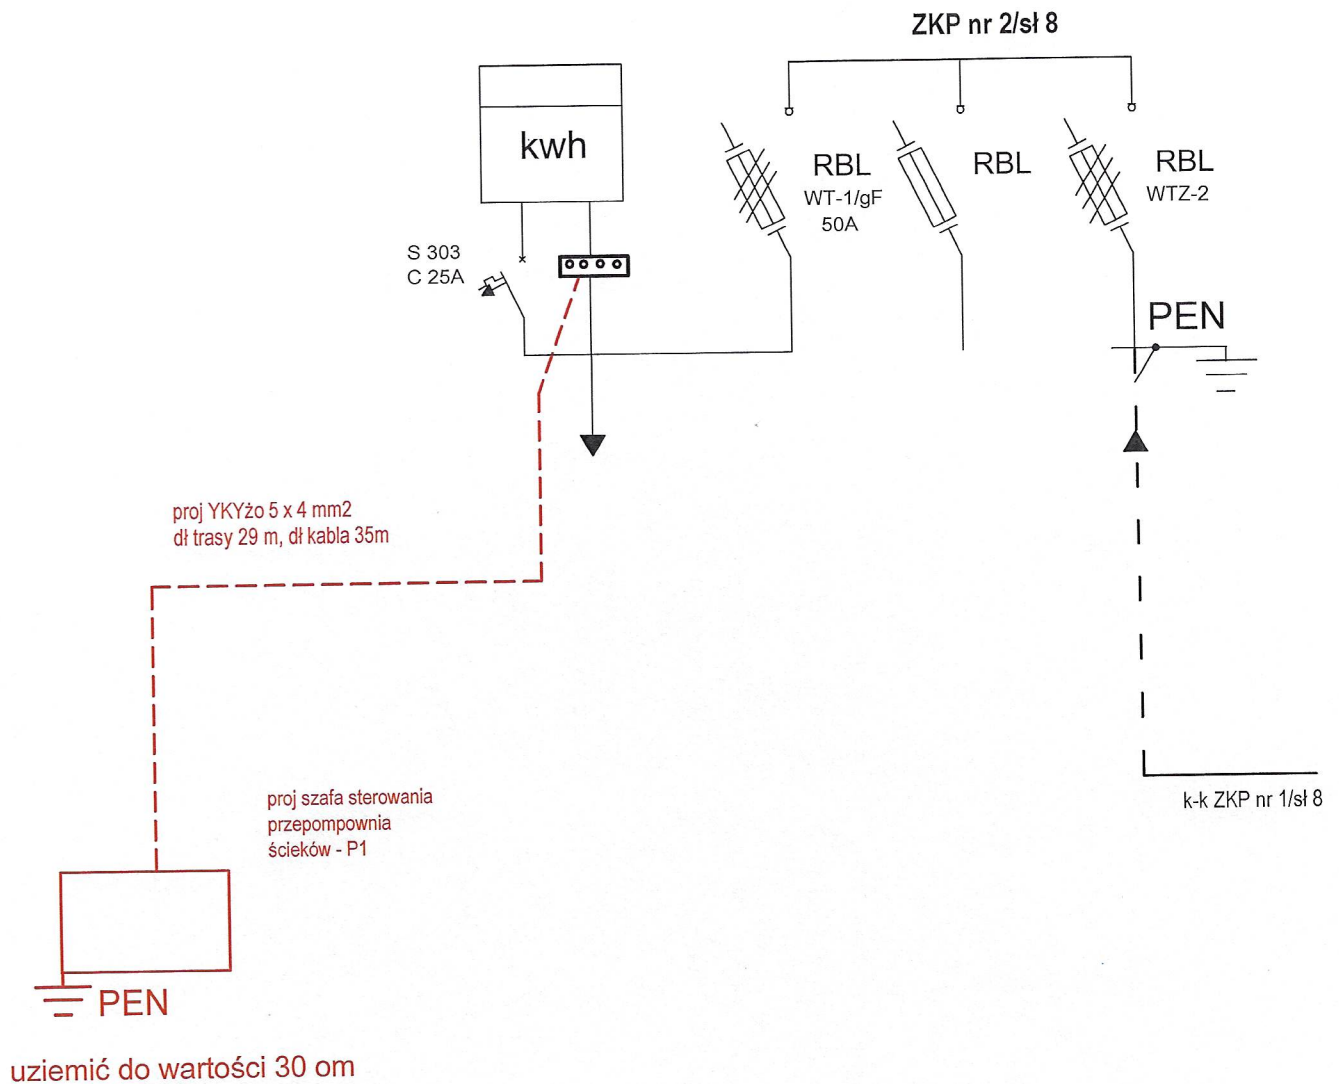 ZKP nr 2/sł 8
kwh
RBL
WT-1/gF
50A
RBL
RBL
WTZ-2
S 303
C 25A
PEN
proj YKYżo 5 x 4 mm2
dł trasy 29 m, dł kabla 35m
k-k ZKP nr 1/sł 8
proj szafa sterowania
przepompownia
ścieków - P1
PEN
uziemić do wartości 30 om